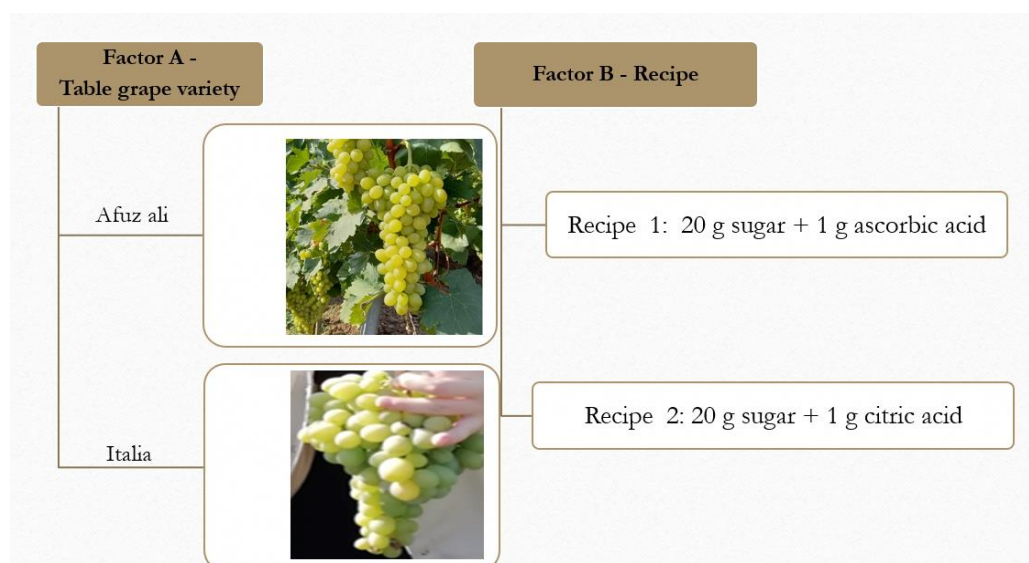 Factor A -
Table grape variety
Factor B - Recipe
Afuz ali
Recipe 1: 20 g sugar + 1 g ascorbic acid
Recipe 2: 20 g sugar + 1 g citric acid
Italia